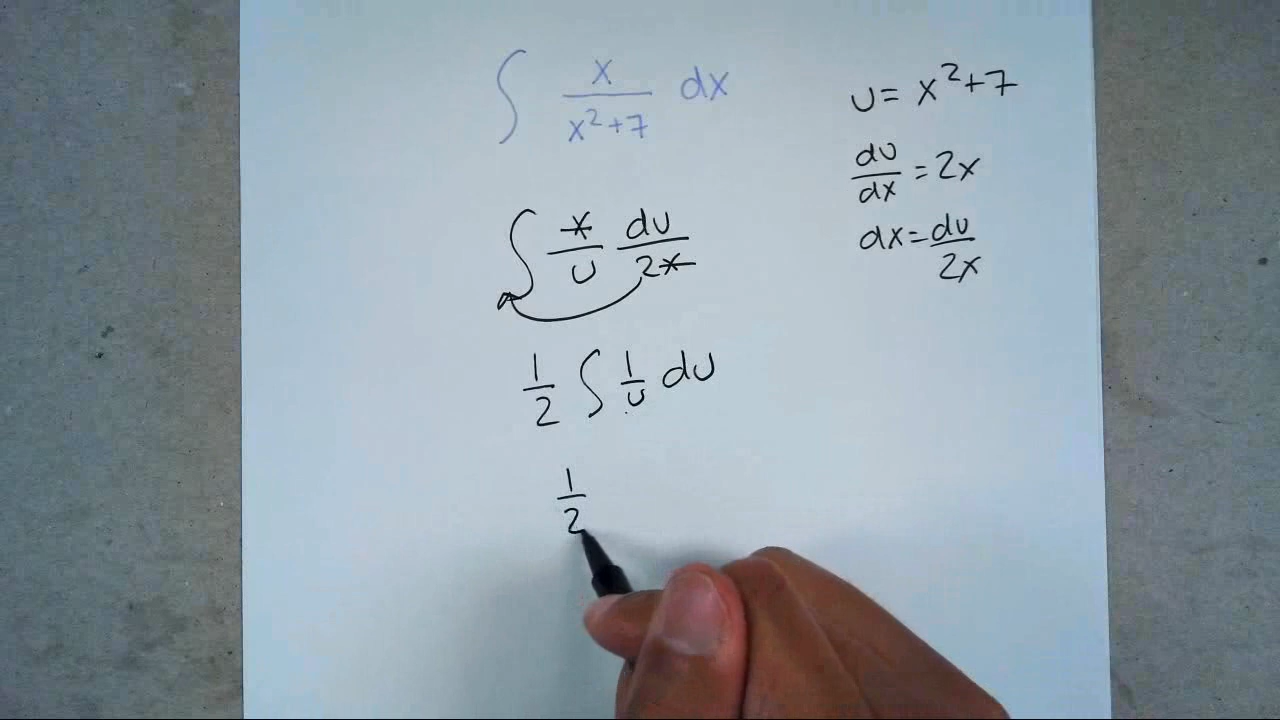 ∫ x/(x²+7) dx
u = x²+7
du/dx = 2x
dx = du/2x
∫ x/u du/2x
1/2 ∫ 1/u du
1/2